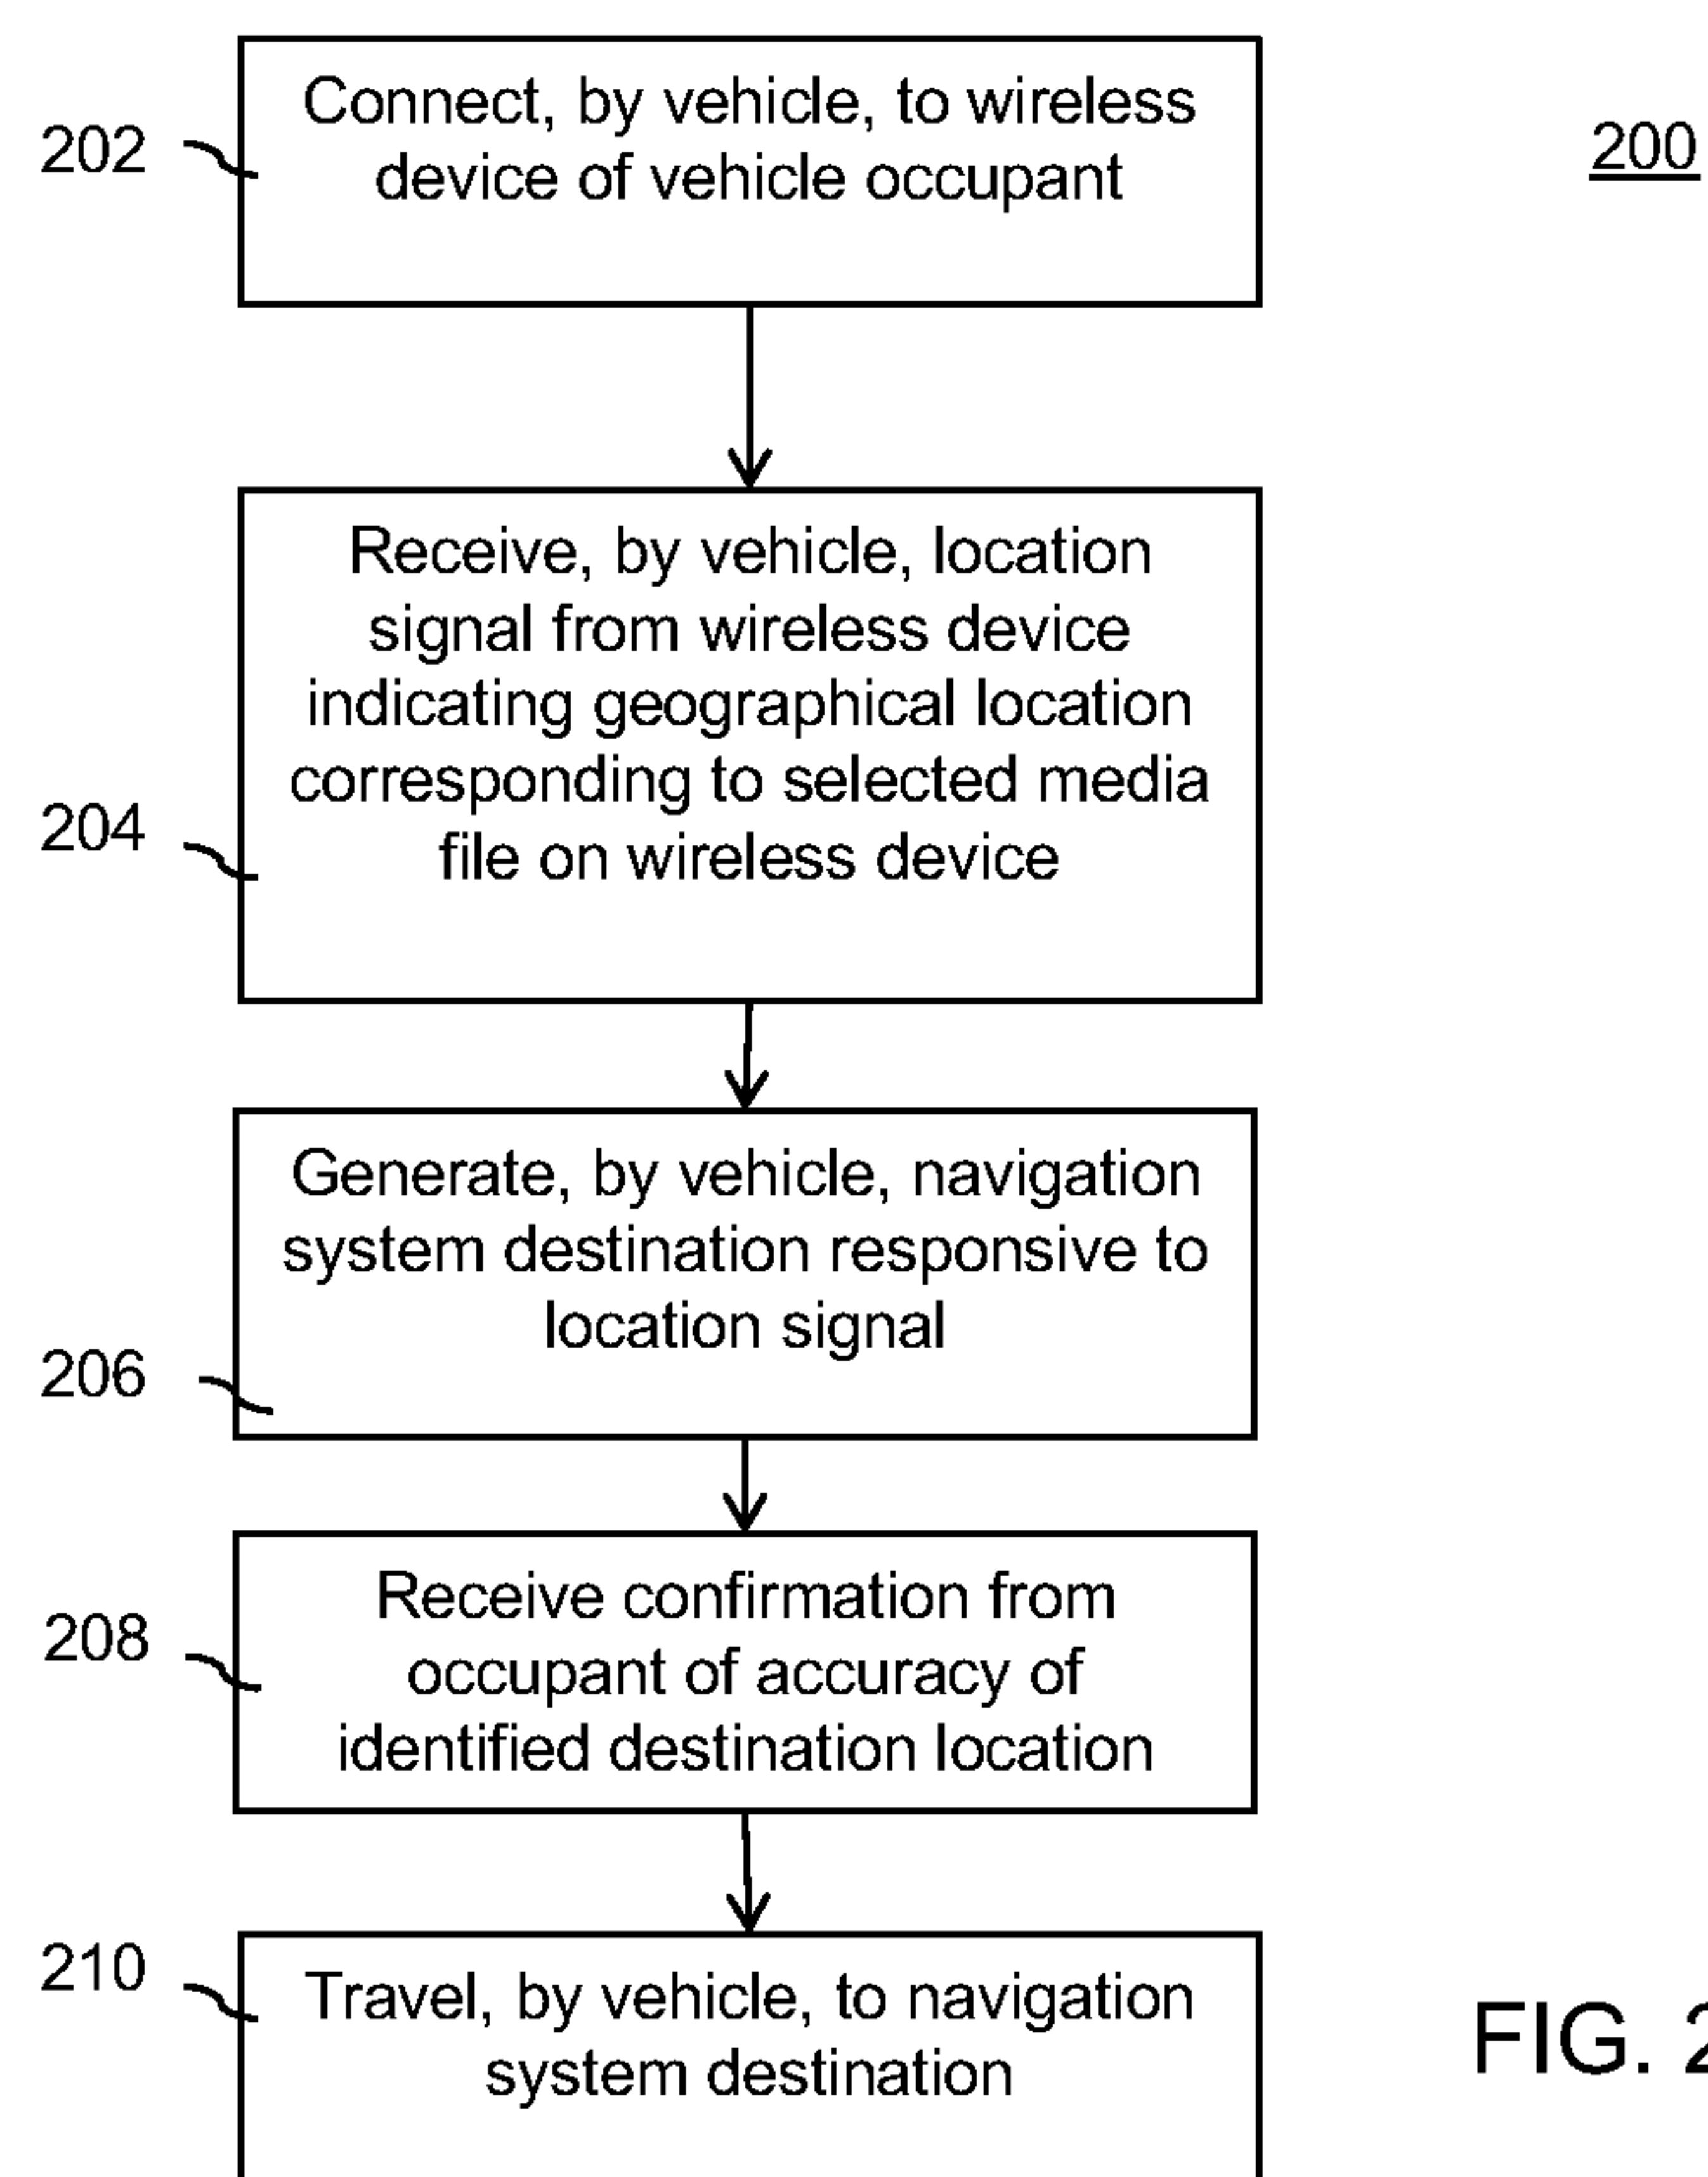 Connect, by vehicle, to wireless
device of vehicle occupant
202
200
Receive, by vehicle, location
signal from wireless device
indicating geographical location
corresponding to selected media
file on wireless device
204
Generate, by vehicle, navigation
system destination responsive to
location signal
206
Receive confirmation from
occupant of accuracy of
identified destination location
208
Travel, by vehicle, to navigation
system destination
210
FIG. 2